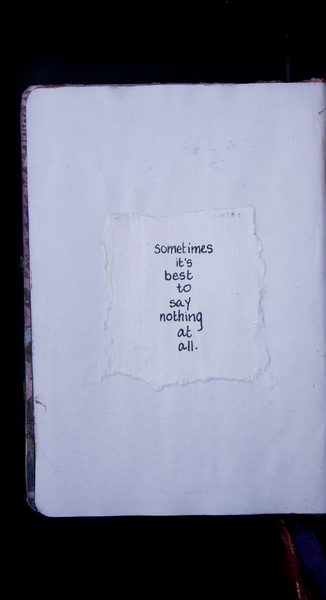 sometimes
it's
best
to
say
nothing
at
all.